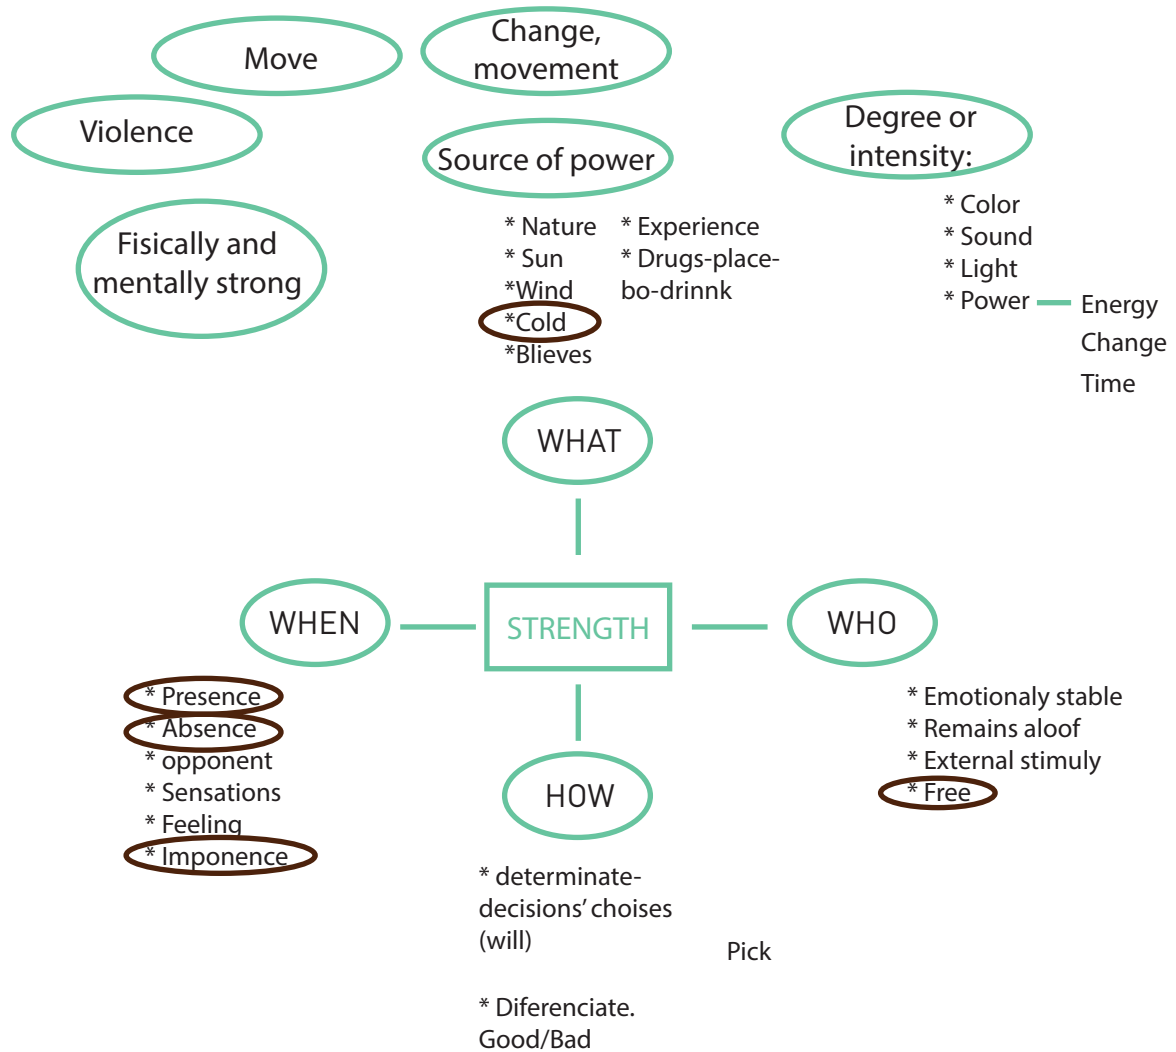 Move
Change,
movement
Violence
Source of power
Degree or
intensity:
Fisically and
mentally strong
* Nature
* Sun
*Wind
*Cold
*Blieves
* Experience
* Drugs-place-
bo-drinnk
* Color
* Sound
* Light
* Power
Energy
Change
Time
WHAT
WHEN
STRENGTH
WHO
* Presence
* Absence
* opponent
* Sensations
* Feeling
* Imponence
HOW
* Emotionaly stable
* Remains aloof
* External stimuly
* Free
* determinate-
decisions’ choises
(will)
Pick
* Diferenciate.
Good/Bad